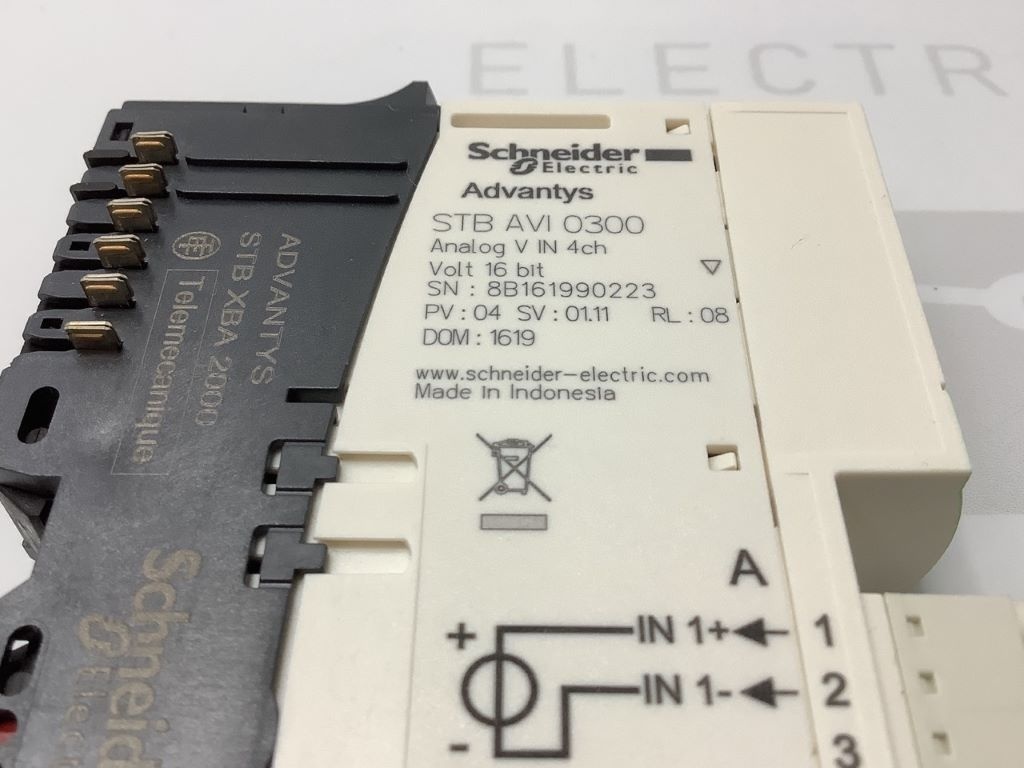 ELECTR
Schneider
Electric
Advantys
STB AVI 0300
Analog V IN 4ch
Volt 16 bit
SN : 8B161990223
PV : 04 SV : 01.11 RL : 08
DOM : 1619
www.schneider-electric.com
Made in Indonesia
A
+ IN 1+ 1
IN 1- 2
- 3
ADVANTYS
STB XBA 2000
Telemecanique
Schneid
Elec